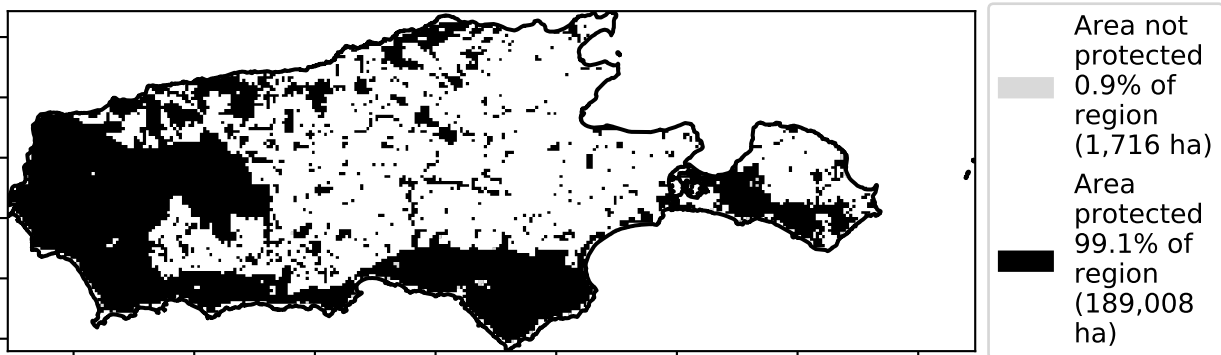 Area not
protected
0.9% of
region
(1,716 ha)
Area
protected
99.1% of
region
(189,008
ha)